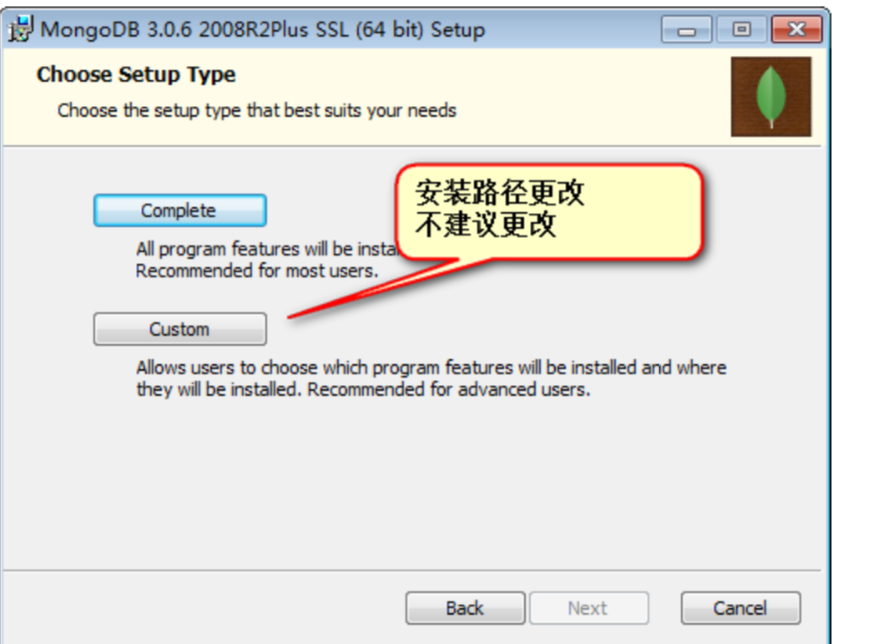 MongoDB 3.0.6 2008R2Plus SSL (64 bit) Setup
Choose Setup Type
Choose the setup type that best suits your needs
安装路径更改
不建议更改
Complete
All program features will be
Recommended for most users.
Custom
Allows users to choose which program features will be installed and where
they will be installed. Recommended for advanced users.
Back
Next
Cancel